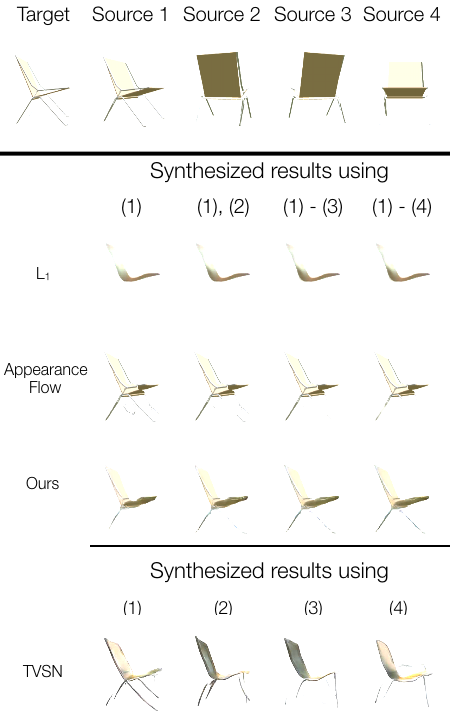 Target Source 1 Source 2 Source 3 Source 4
Synthesized results using
(1) (1), (2) (1) - (3) (1) - (4)
L₁
Appearance
Flow
Ours
Synthesized results using
(1) (2) (3) (4)
TVSN